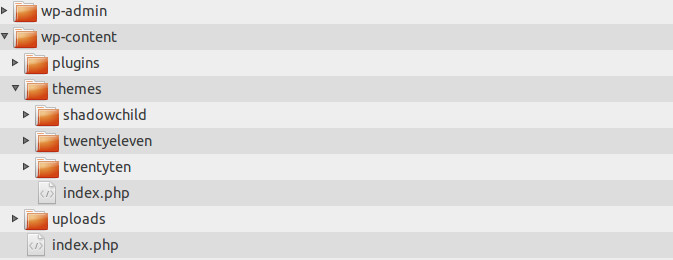 wp-admin
wp-content
plugins
themes
shadowchild
twentyeleven
twentyten
index.php
uploads
index.php